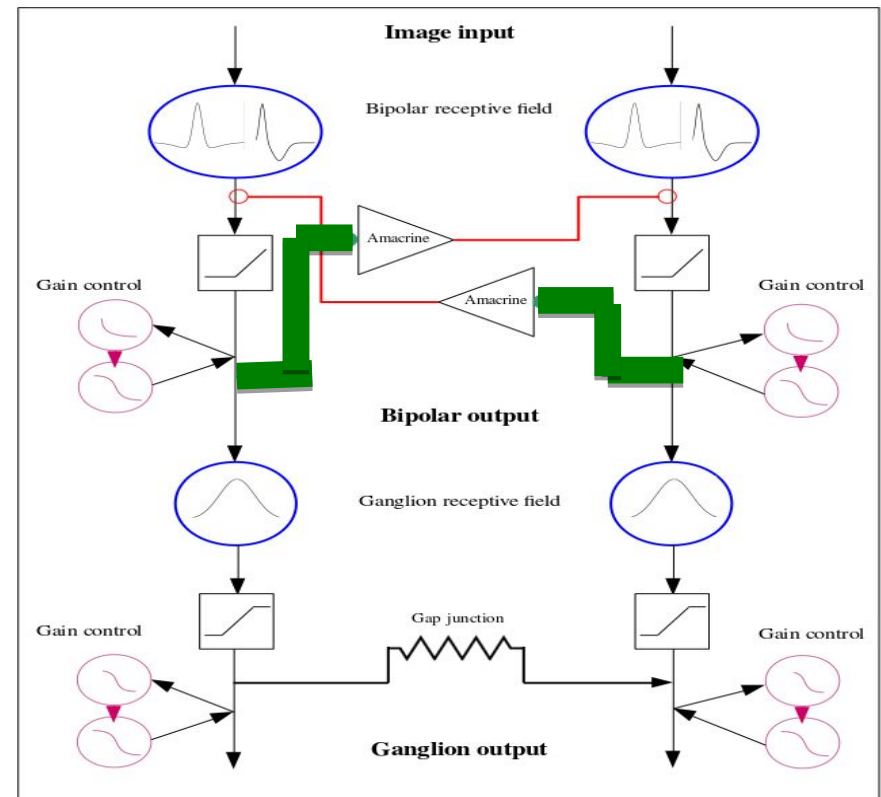 Image input
Bipolar receptive field
Amacrine
Gain control
Gain control
Amacrine
Bipolar output
Ganglion receptive field
Gap junction
Gain control
Gain control
Ganglion output